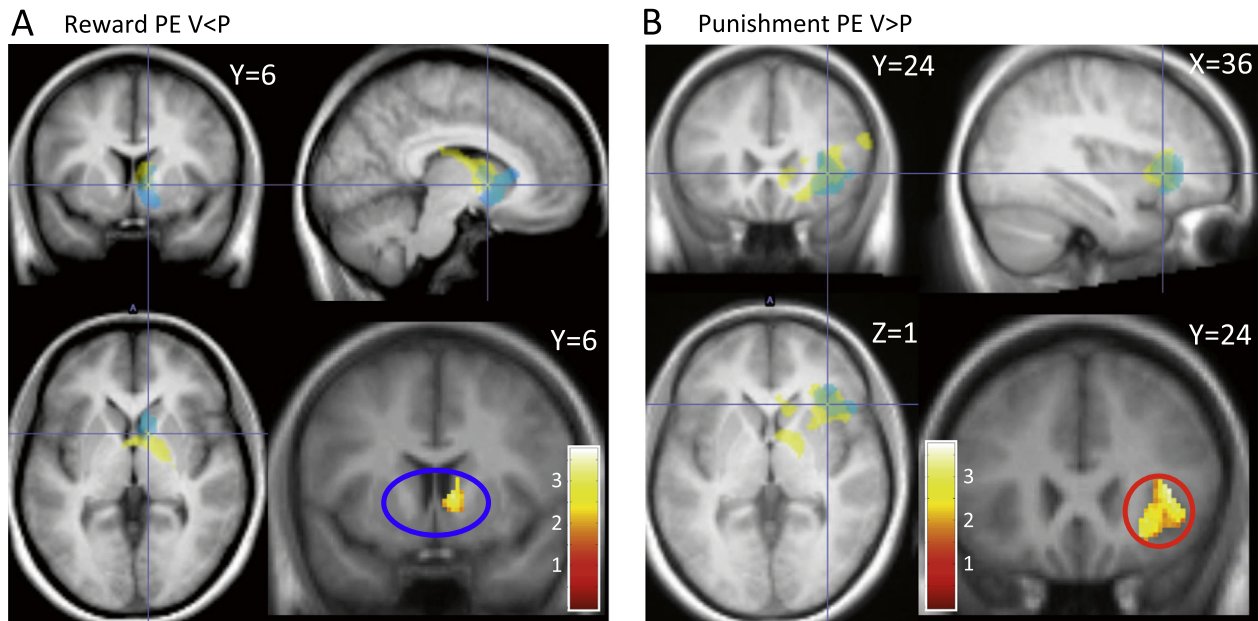 A Reward PE V<P
Y=6
A
Y=6
3
2
1
B Punishment PE V>P
Y=24
X=36
A
Z=1
Y=24
3
2
1